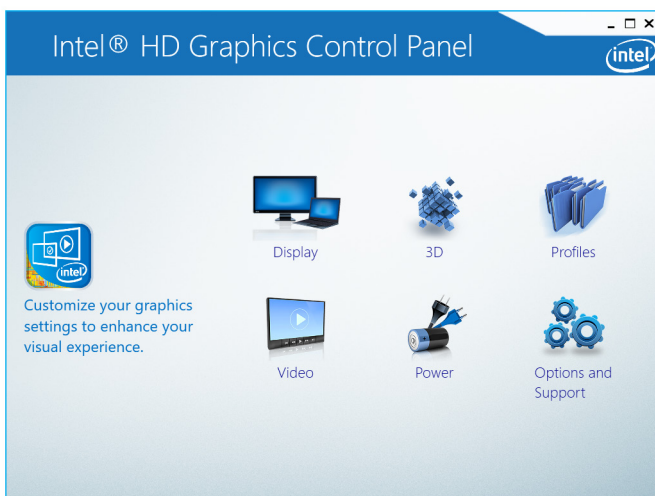 Intel® HD Graphics Control Panel
intel
Display
3D
Profiles
intel
Customize your graphics
settings to enhance your
visual experience.
Video
Power
Options and
Support